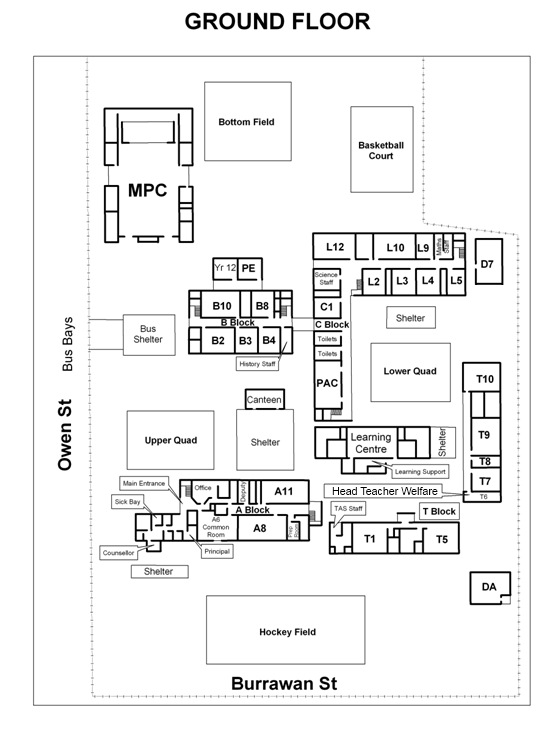 GROUND FLOOR
Bottom Field
Basketball
Court
MPC
L12
L10
L9
Maths
Staff
D7
Yr 12
PE
Science
Staff
L2
L3
L4
L5
B10
B8
C1
B Block
C Block
Shelter
Bus
Shelter
Bus Bays
B2
B3
B4
Toilets
Toilets
History Staff
Lower Quad
PAC
T10
Canteen
Owen St
Upper Quad
Shelter
Learning
Centre
Shelter
T9
T8
Learning Support
T7
Main Entrance
Office
Deputy
A11
Head Teacher Welfare
T6
Sick Bay
A Block
TAS Staff
T Block
A6
Common
Room
A8
Prep
Room
T1
T5
Counsellor
Principal
Shelter
DA
Hockey Field
Burrawan St